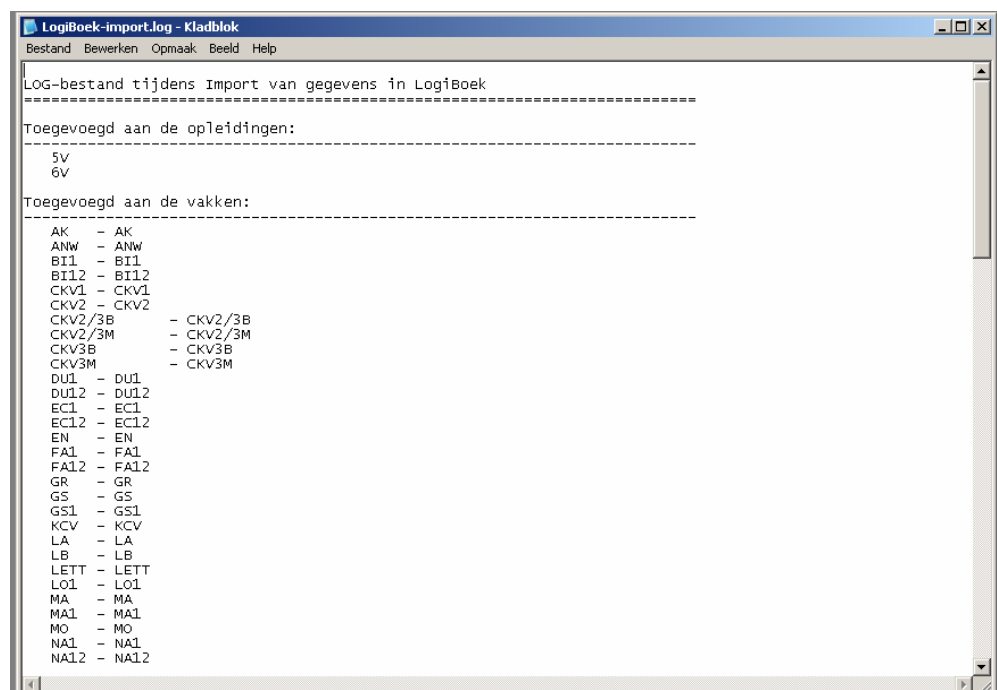 LogiBoek-import.log - Kladblok
Bestand Bewerken Opmaak Beeld Help
LOG-bestand tijdens Import van gegevens in LogiBoek
==========================================================================
Toegevoegd aan de opleidingen:
--------------------------------------------------------------------------
5V
6V
Toegevoegd aan de vakken:
--------------------------------------------------------------------------
AK - AK
ANW - ANW
BI1 - BI1
BI12 - BI12
CKV1 - CKV1
CKV2 - CKV2
CKV2/3B - CKV2/3B
CKV2/3M - CKV2/3M
CKV3B - CKV3B
CKV3M - CKV3M
DU1 - DU1
DU12 - DU12
EC1 - EC1
EC12 - EC12
EN - EN
FA1 - FA1
FA12 - FA12
GR - GR
GS - GS
GS1 - GS1
KCV - KCV
LA - LA
LB - LB
LETT - LETT
LO1 - LO1
MA - MA
MA1 - MA1
MO - MO
NA1 - NA1
NA12 - NA12